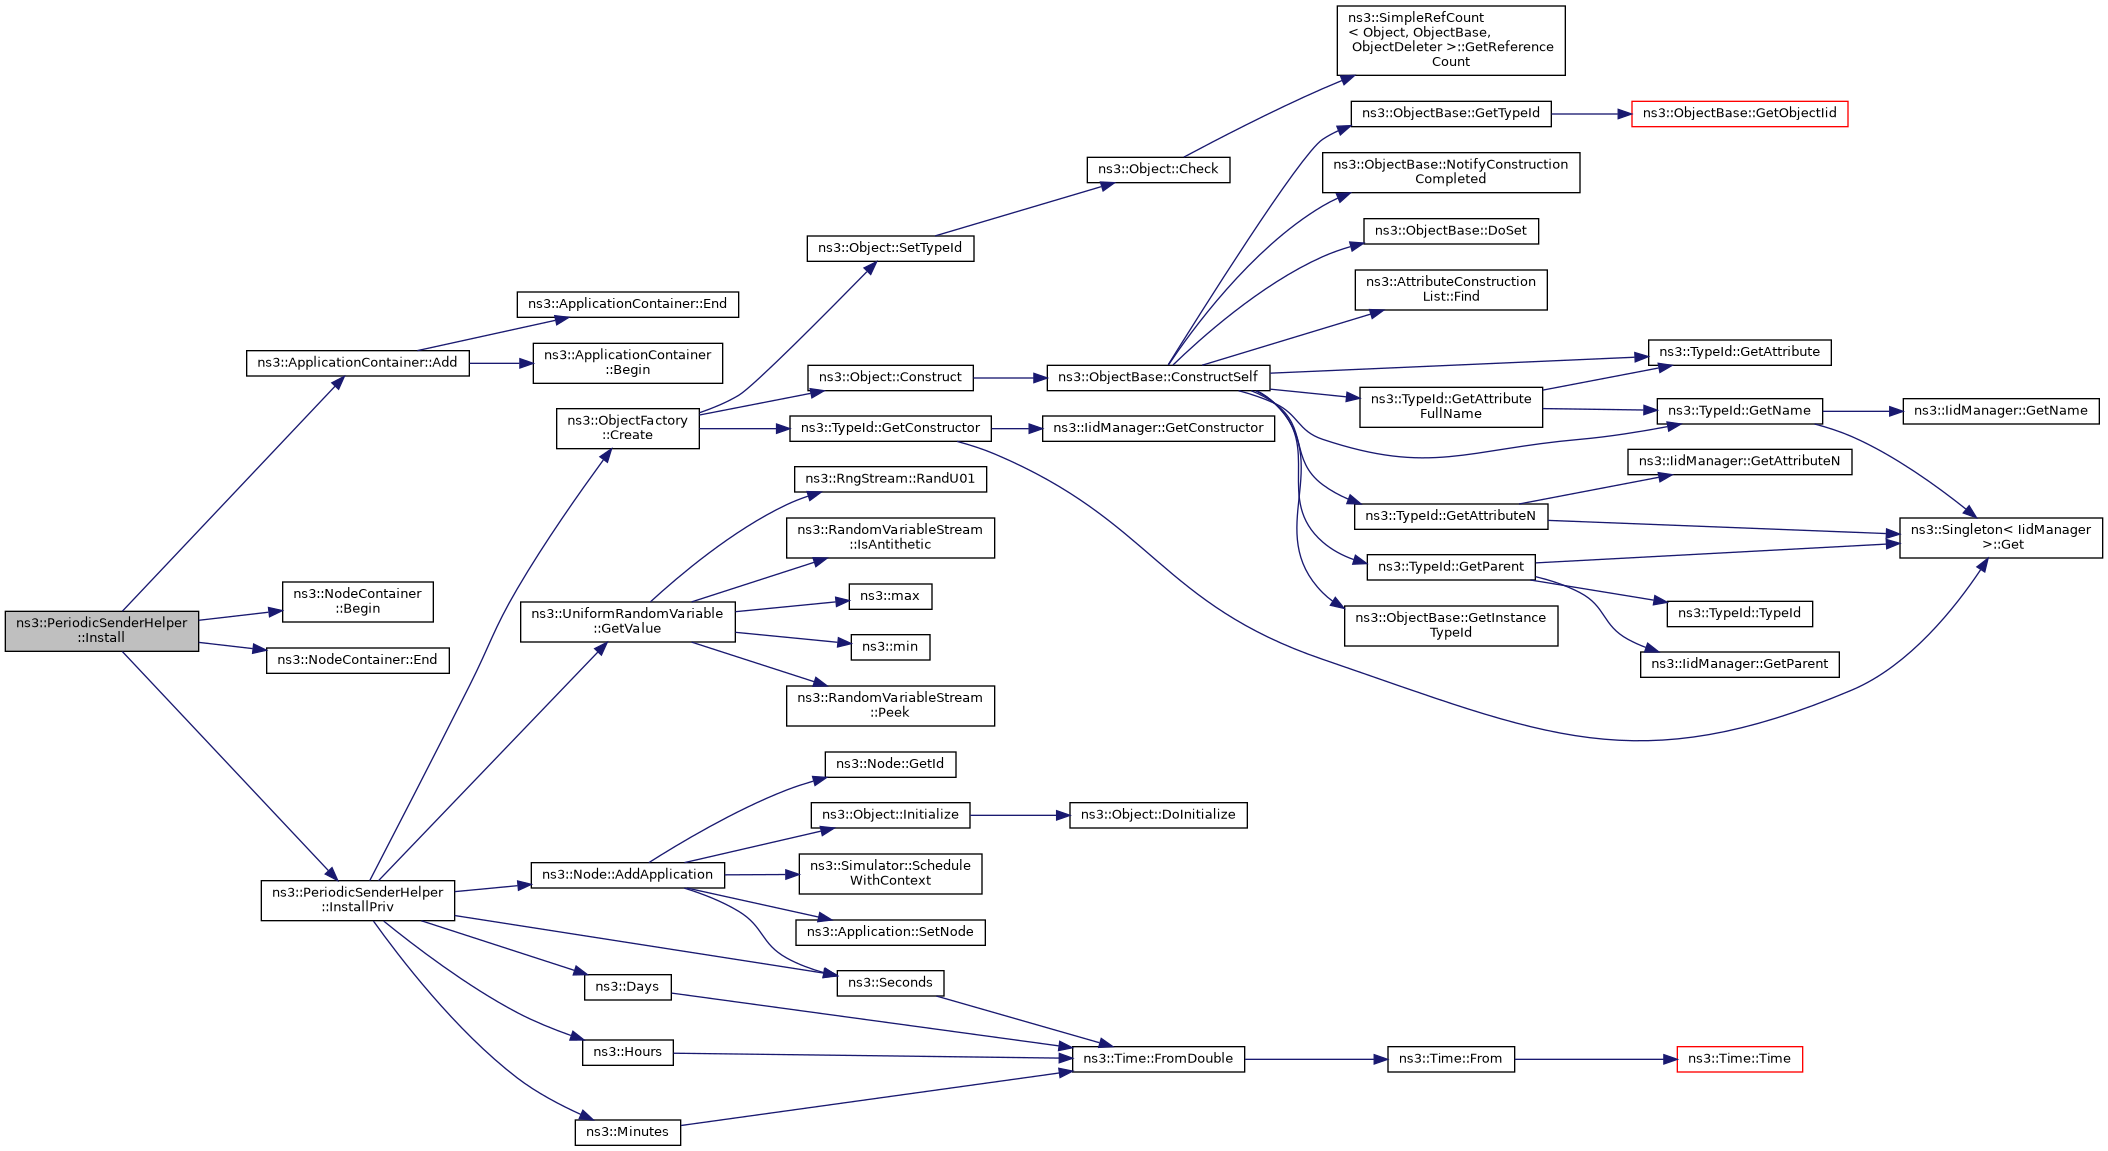 ns3::PeriodicSenderHelper
::Install
ns3::ApplicationContainer::Add
ns3::ApplicationContainer::End
ns3::ApplicationContainer
::Begin
ns3::NodeContainer
::Begin
ns3::NodeContainer::End
ns3::PeriodicSenderHelper
::InstallPriv
ns3::ObjectFactory
::Create
ns3::UniformRandomVariable
::GetValue
ns3::Node::AddApplication
ns3::Days
ns3::Hours
ns3::Minutes
ns3::Object::SetTypeId
ns3::Object::Construct
ns3::TypeId::GetConstructor
ns3::RngStream::RandU01
ns3::RandomVariableStream
::IsAntithetic
ns3::max
ns3::min
ns3::RandomVariableStream
::Peek
ns3::Node::GetId
ns3::Object::Initialize
ns3::Simulator::Schedule
WithContext
ns3::Application::SetNode
ns3::Seconds
ns3::Object::Check
ns3::ObjectBase::ConstructSelf
ns3::IidManager::GetConstructor
ns3::Object::DoInitialize
ns3::Time::FromDouble
ns3::SimpleRefCount
< Object, ObjectBase,
ObjectDeleter >::GetReference
Count
ns3::ObjectBase::GetTypeId
ns3::ObjectBase::NotifyConstruction
Completed
ns3::ObjectBase::DoSet
ns3::AttributeConstruction
List::Find
ns3::TypeId::GetAttribute
FullName
ns3::TypeId::GetAttributeN
ns3::TypeId::GetParent
ns3::ObjectBase::GetInstance
TypeId
ns3::Time::From
ns3::ObjectBase::GetObjectIid
ns3::TypeId::GetAttribute
ns3::TypeId::GetName
ns3::IidManager::GetAttributeN
ns3::TypeId::TypeId
ns3::IidManager::GetParent
ns3::Time::Time
ns3::IidManager::GetName
ns3::Singleton< IidManager
>::Get